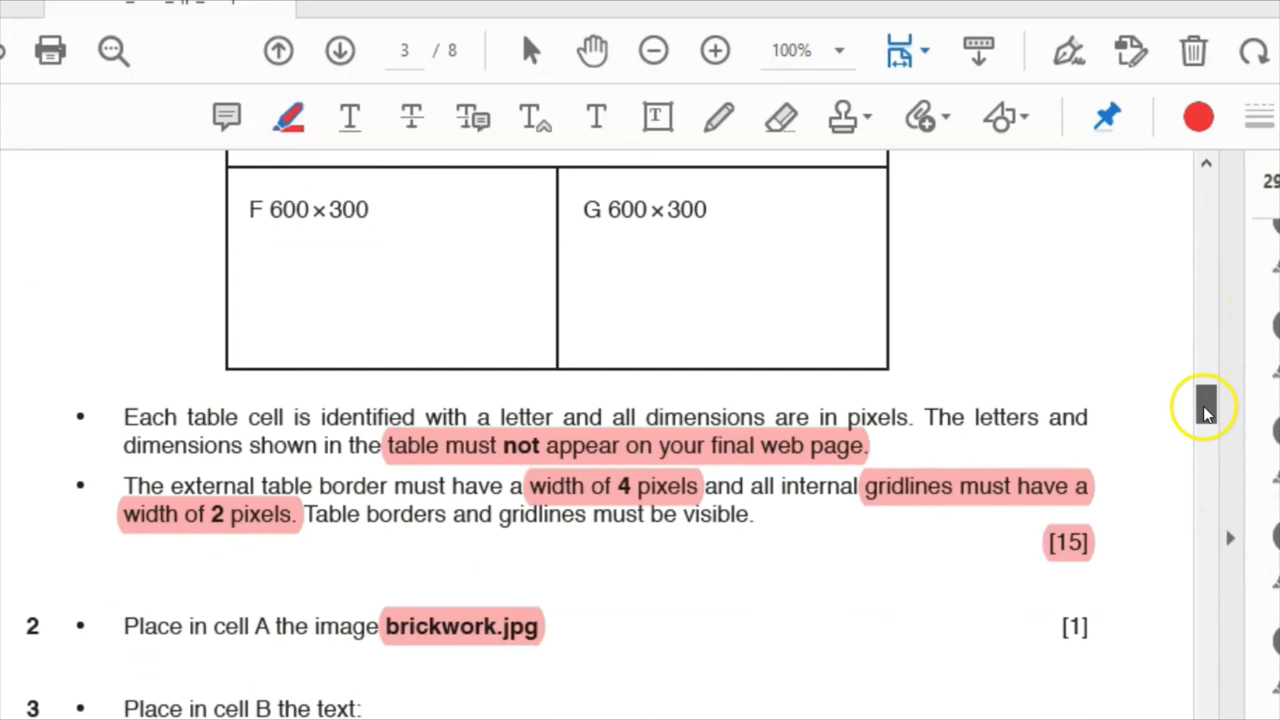 3 / 8
100%
29
F 600×300
G 600×300
• Each table cell is identified with a letter and all dimensions are in pixels. The letters and
dimensions shown in the table must not appear on your final web page.
• The external table border must have a width of 4 pixels and all internal gridlines must have a
width of 2 pixels. Table borders and gridlines must be visible.
[15]
2 • Place in cell A the image brickwork.jpg [1]
3 • Place in cell B the text: